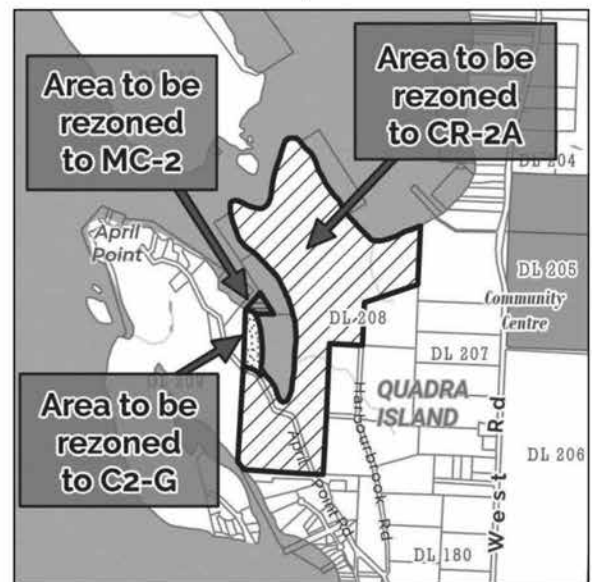 Area to be
rezoned
to MC-2
Area to be
rezoned
to CR-2A
DL 204
April
Point
DL 205
Community
Centre
DL 208
DL 207
QUADRA
ISLAND
Area to be
rezoned
to C2-G
April Point Rd
Harbourbrook Rd
West Rd
DL 206
DL 180